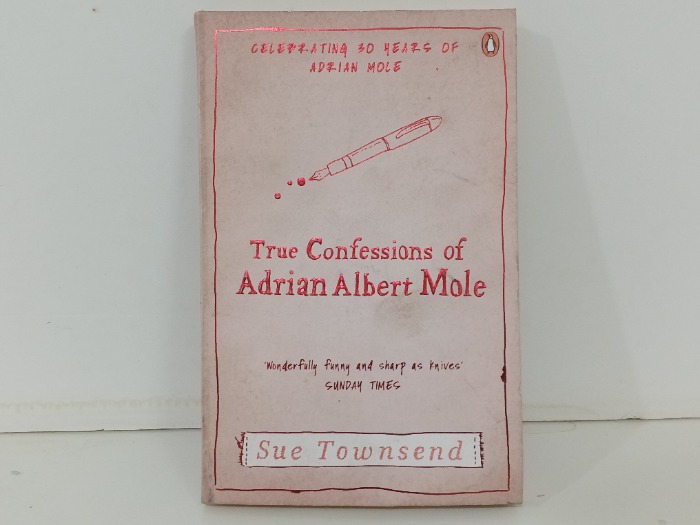 CELEBRATING 30 YEARS OF
ADRIAN MOLE
True Confessions of
Adrian Albert Mole
'Wonderfully funny and sharp as knives'
SUNDAY TIMES
Sue Townsend